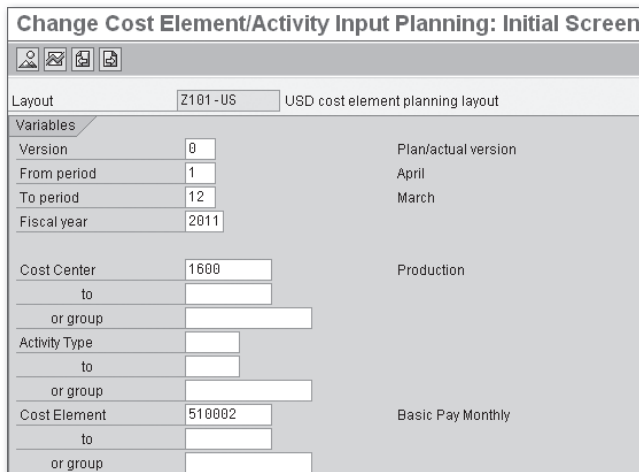 Change Cost Element/Activity Input Planning: Initial Screen
Layout Z101-US USD cost element planning layout
Variables
Version 0 Plan/actual version
From period 1 April
To period 12 March
Fiscal year 2011
Cost Center 1600 Production
to
or group
Activity Type
to
or group
Cost Element 510002 Basic Pay Monthly
to
or group